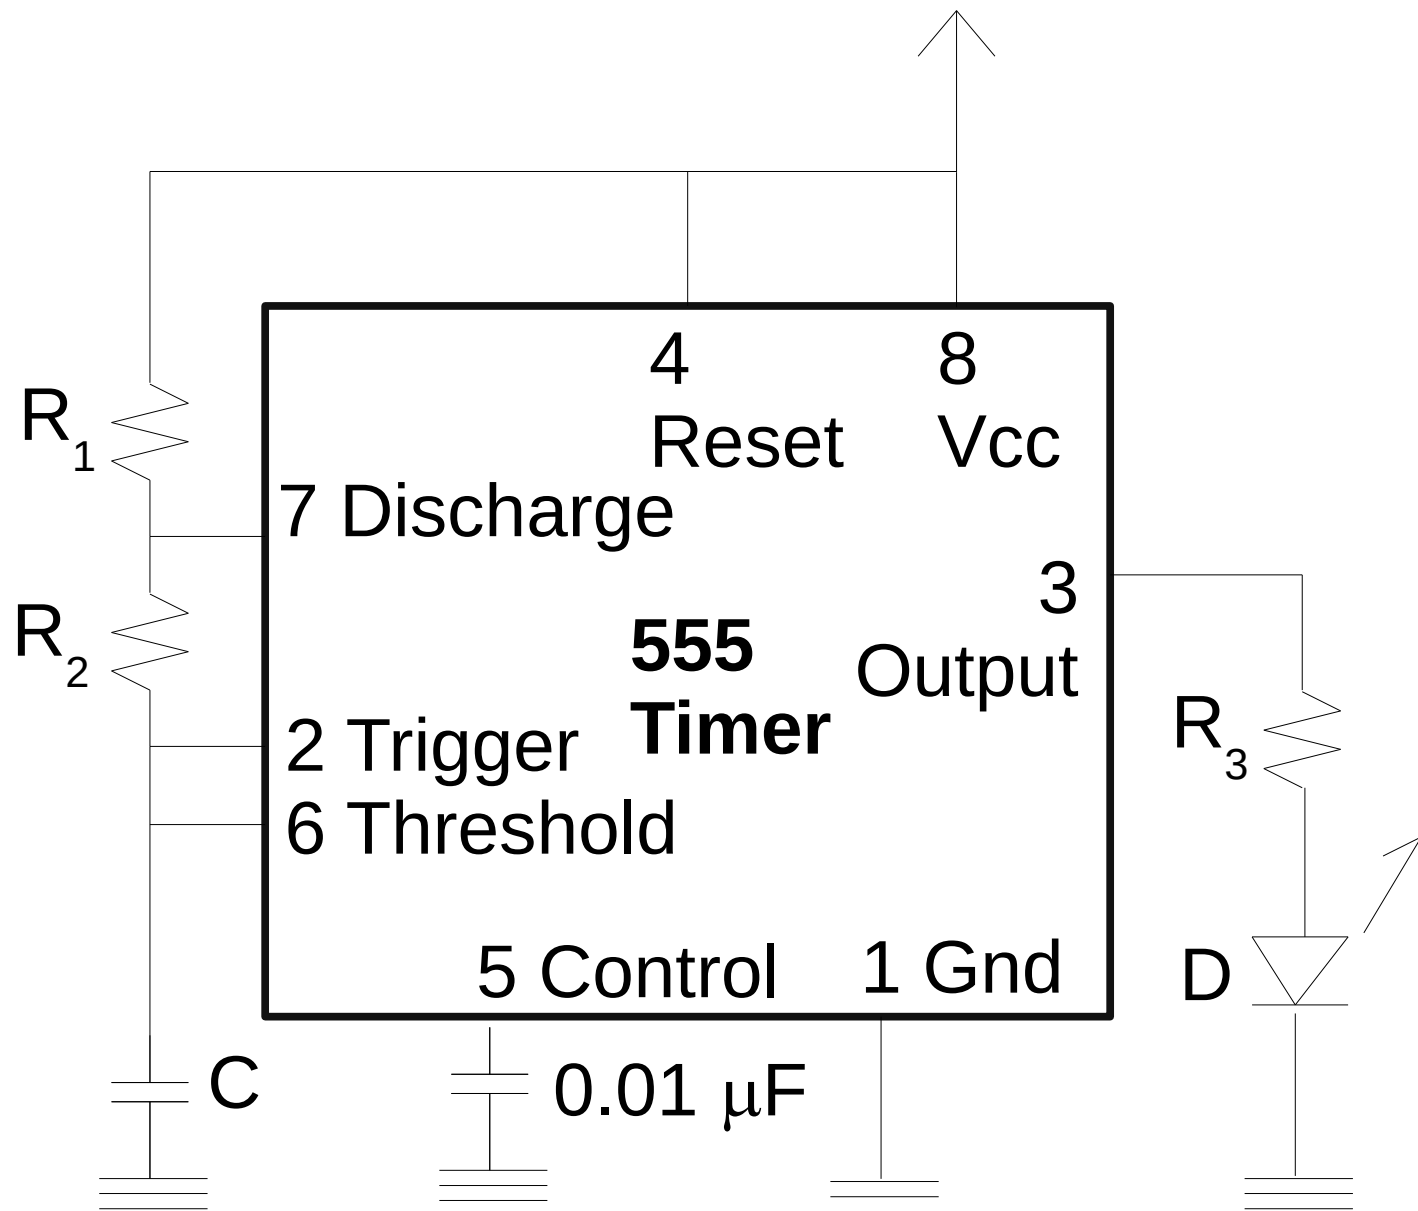 4
Reset
8
Vcc
R1
7 Discharge
3
Output
R2
555
Timer
2 Trigger
6 Threshold
R3
5 Control
1 Gnd
D
C
0.01 μF